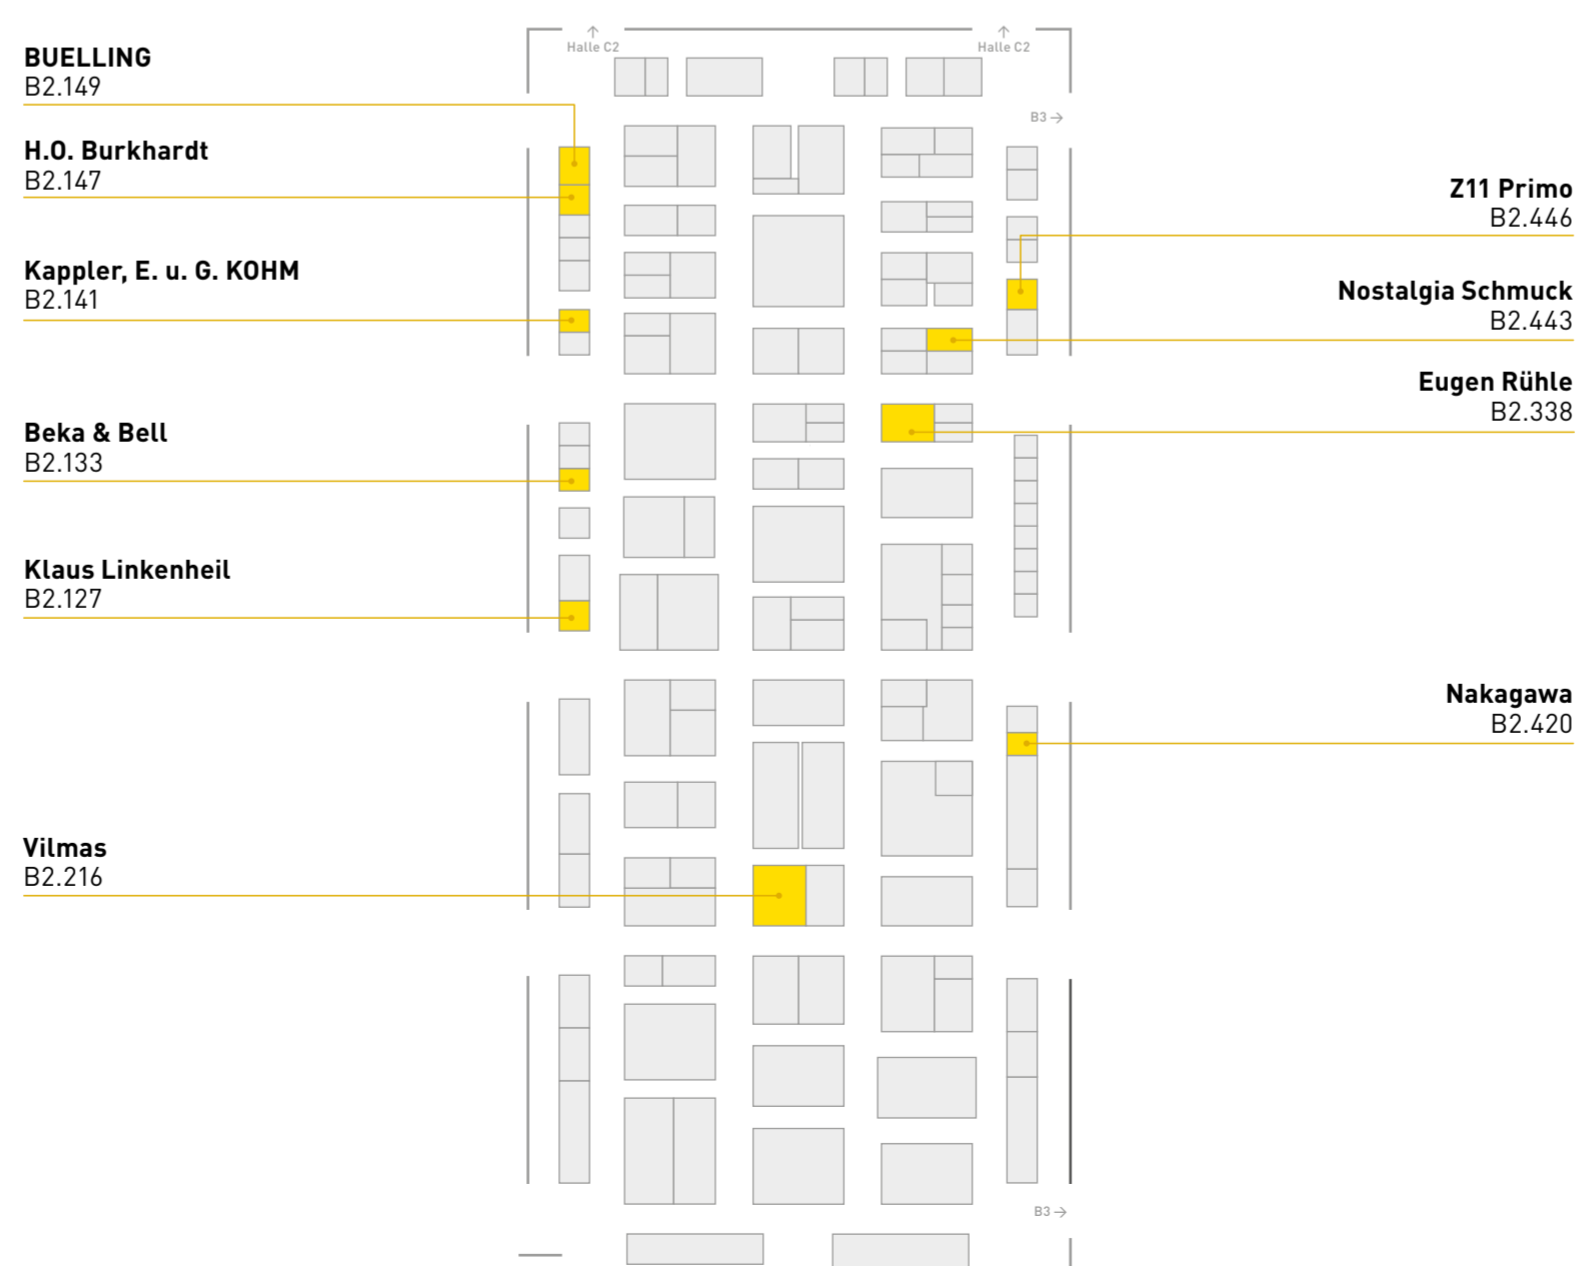 Halle C2
Halle C2
B3
BUELLING
B2.149
H.O. Burkhardt
B2.147
Kappler, E. u. G. KOHM
B2.141
Beka & Bell
B2.133
Klaus Linkenheil
B2.127
Vilmas
B2.216
Z11 Primo
B2.446
Nostalgia Schmuck
B2.443
Eugen Rühle
B2.338
Nakagawa
B2.420
B3